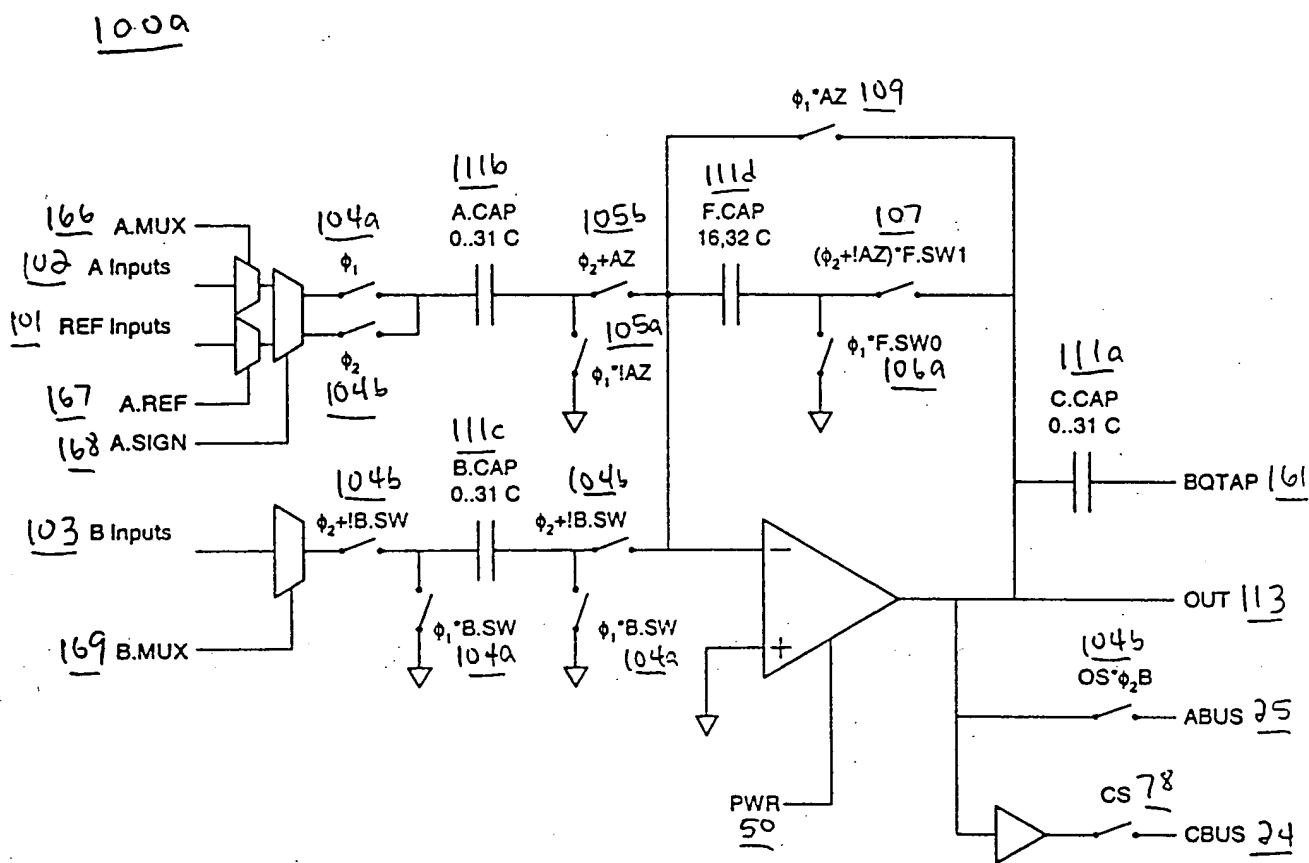 100a
φ₁*AZ 109
111b
A.CAP
0..31 C
111d
F.CAP
16,32 C
166 A.MUX
104a
φ₁
105b
φ₂+AZ
107
(φ₂+!AZ)*F.SW1
102 A Inputs
101 REF Inputs
φ₂
104b
105a
φ₁*!AZ
φ₁*F.SW0
106a
167 A.REF
168 A.SIGN
111a
C.CAP
0..31 C
BQTAP 161
111c
B.CAP
0..31 C
104b
φ₂+!B.SW
104b
φ₂+!B.SW
103 B Inputs
−
+
φ₁*B.SW
104a
φ₁*B.SW
104a
169 B.MUX
OUT 113
104b
OS*φ₂B
ABUS 25
PWR
50
CS 78
CBUS 24